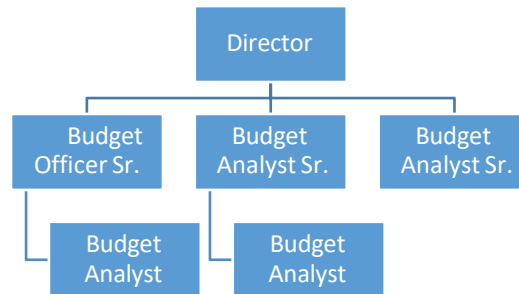 Director
Budget
Officer Sr.
Budget
Analyst Sr.
Budget
Analyst Sr.
Budget
Analyst
Budget
Analyst